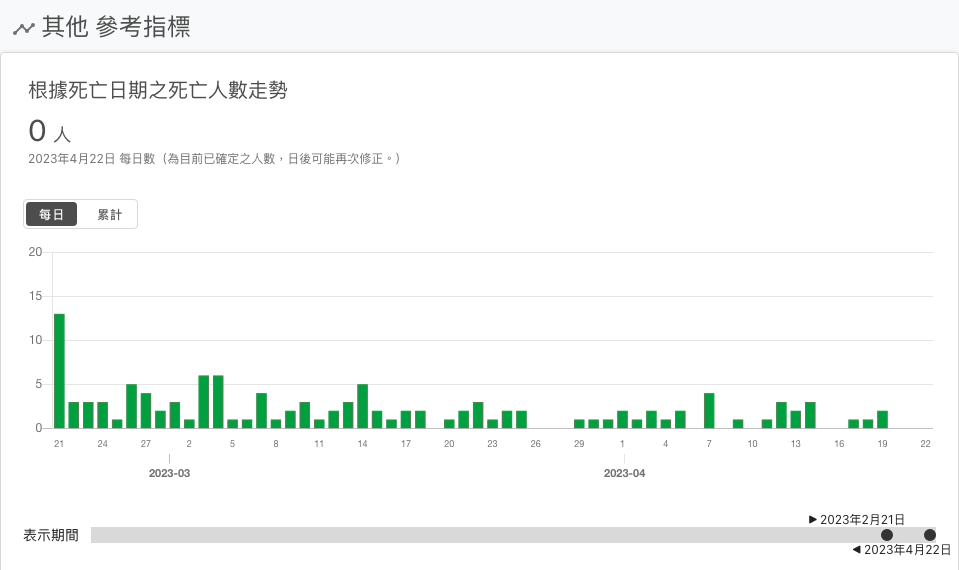 其他 參考指標
根據死亡日期之死亡人數走勢
0 人
2023年4月22日 每日數（為目前已確定之人數，日後可能再次修正。）
每日 累計
20
15
10
5
0
21 24 27 2 5 8 11 14 17 20 23 26 29 1 4 7 10 13 16 19 22
2023-03 2023-04
▶ 2023年2月21日
表示期間
◀ 2023年4月22日